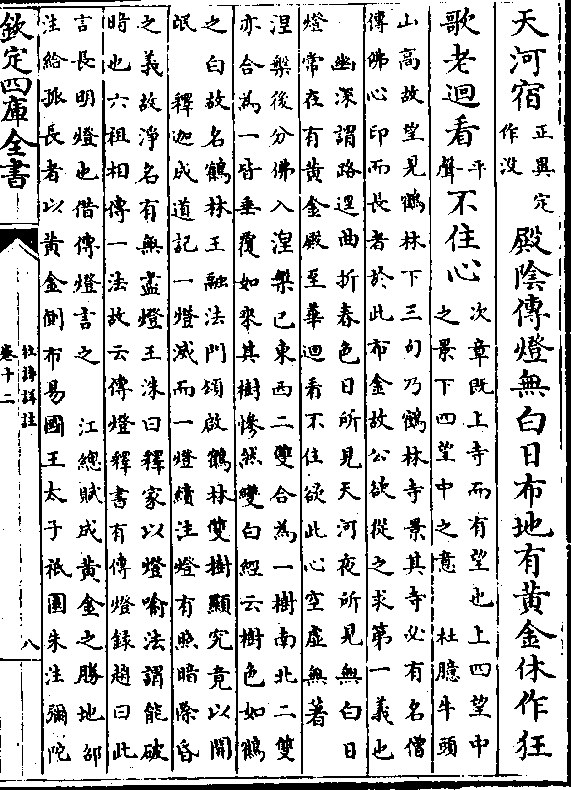 天河宿正異定作没殿陰傳燈無白日布地有黄金休作狂
歌老迴看平聲不住心次章既上寺而有望也上四望中
之景下四望中之意　杜臆牛頭
山高故望見鶴林下三句乃鶴林寺景其寺必有名僧
傳佛心印而長者於此布金故公欲從之求第一義也
幽深謂路逕曲折春色日所見天河夜所見無白日
燈常在有黄金殿至華迴看不住欲此心空虛無著
涅槃後分佛入涅槃已東西二雙合為一樹南北二雙
亦合為一皆垂覆如來其樹慘然變白經云樹色如鶴
之白故名鶴林王融法門頌啟鶴林雙樹顯究竟以開
氓　釋迦成道記一燈滅而一燈續注燈有照暗除昏
之義故淨名有無盡燈王洙曰釋家以燈喻法謂能破
時也六祖相傳一法故云傳燈釋書有傳燈錄趙曰此
言長明燈也借傳燈言之　江總賦成黄金之勝地邵
注給孤長者以黄金側布易國王太子祇園朱注彌陀
欽定四庫全書
杜詩詳註
卷十二
八